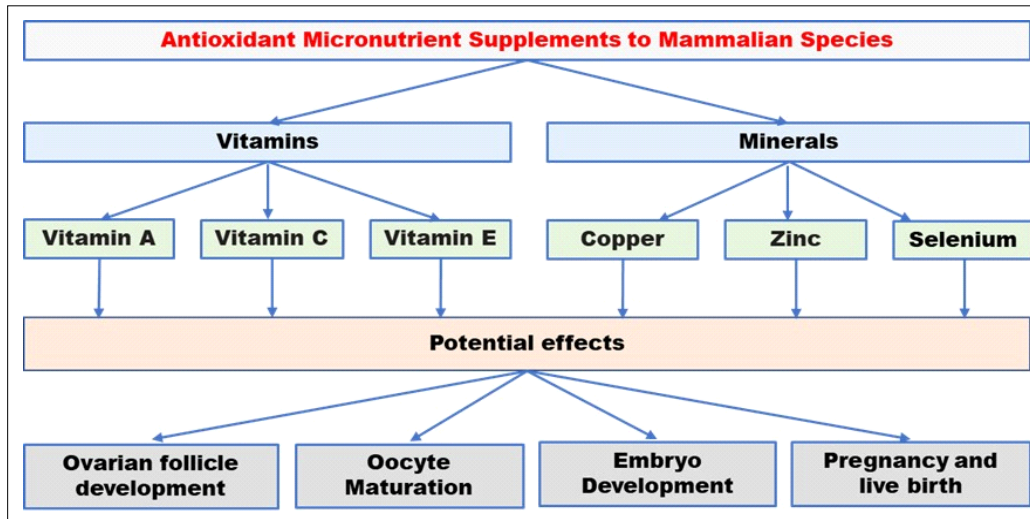 Antioxidant Micronutrient Supplements to Mammalian Species
Vitamins
Minerals
Vitamin A
Vitamin C
Vitamin E
Copper
Zinc
Selenium
Potential effects
Ovarian follicle
development
Oocyte
Maturation
Embryo
Development
Pregnancy and
live birth